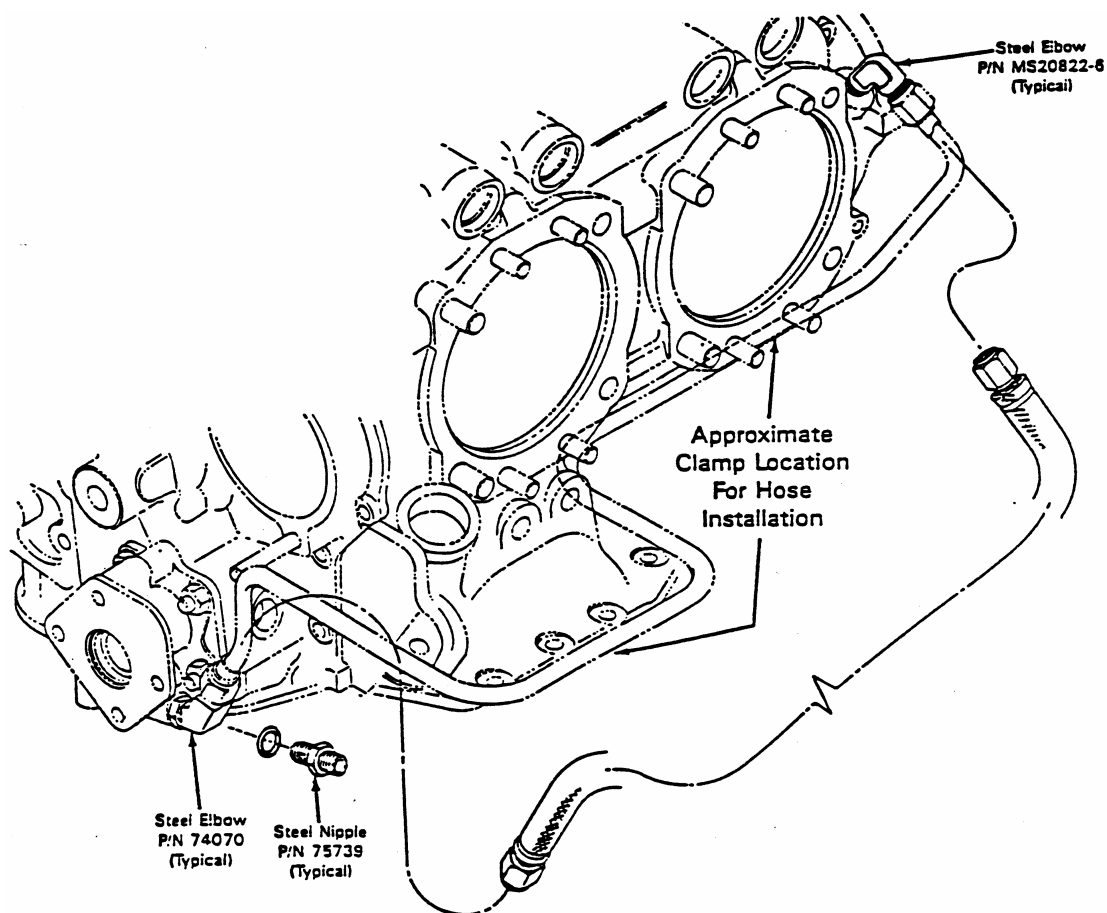 Steel Elbow
P/N MS20822-6
(Typical)
Approximate
Clamp Location
For Hose
Installation
Steel Elbow
P/N 74070
(Typical)
Steel Nipple
P/N 75739
(Typical)